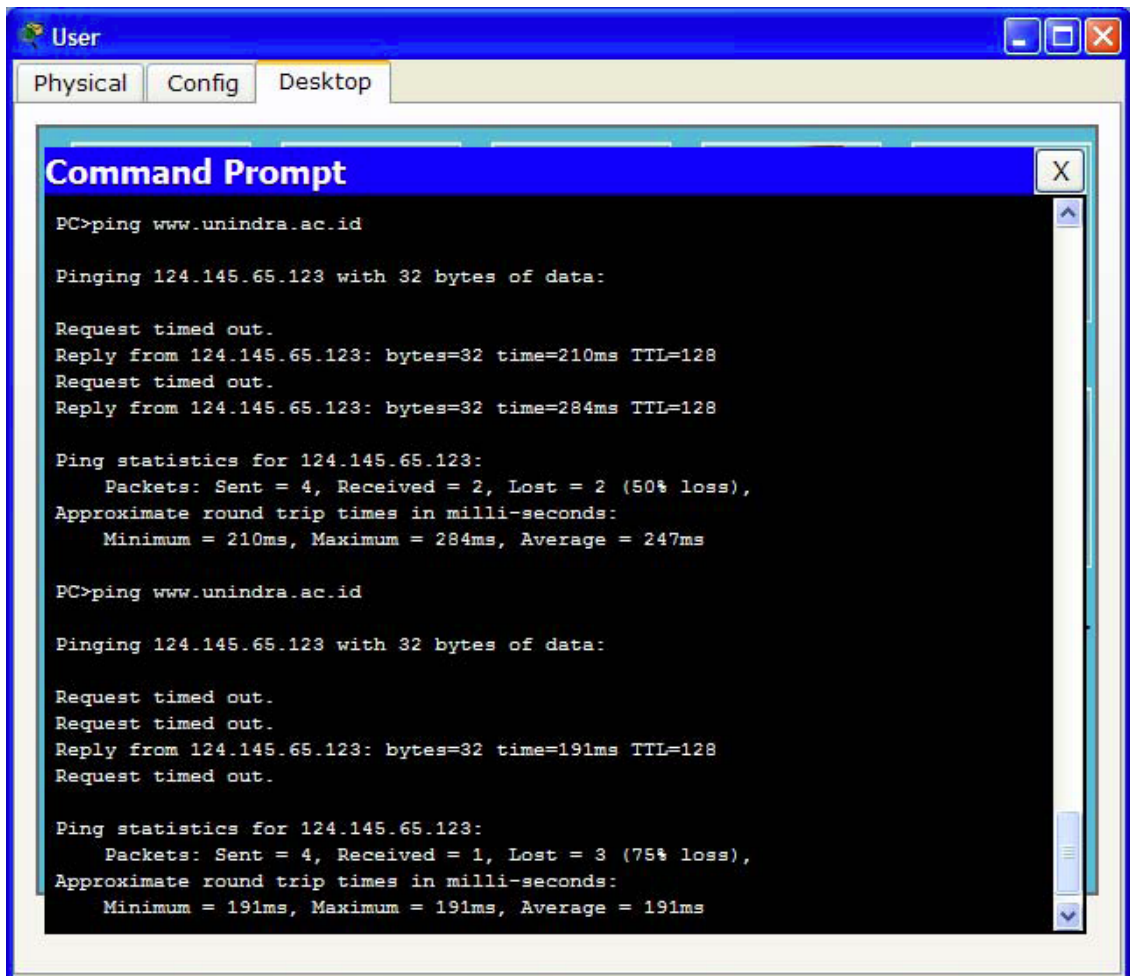 User
Physical Config Desktop
Command Prompt X
PC>ping www.unindra.ac.id
Pinging 124.145.65.123 with 32 bytes of data:
Request timed out.
Reply from 124.145.65.123: bytes=32 time=210ms TTL=128
Request timed out.
Reply from 124.145.65.123: bytes=32 time=284ms TTL=128
Ping statistics for 124.145.65.123:
Packets: Sent = 4, Received = 2, Lost = 2 (50% loss),
Approximate round trip times in milli-seconds:
Minimum = 210ms, Maximum = 284ms, Average = 247ms
PC>ping www.unindra.ac.id
Pinging 124.145.65.123 with 32 bytes of data:
Request timed out.
Request timed out.
Reply from 124.145.65.123: bytes=32 time=191ms TTL=128
Request timed out.
Ping statistics for 124.145.65.123:
Packets: Sent = 4, Received = 1, Lost = 3 (75% loss),
Approximate round trip times in milli-seconds:
Minimum = 191ms, Maximum = 191ms, Average = 191ms